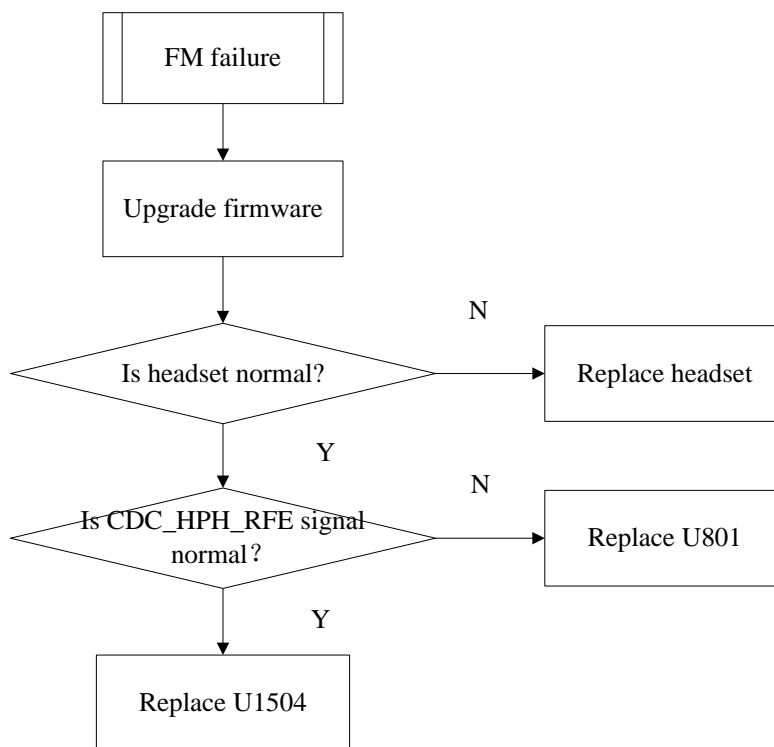 FM failure
Upgrade firmware
N
Is headset normal?
Replace headset
Y
N
Is CDC_HPH_RFE signal
normal？
Replace U801
Y
Replace U1504